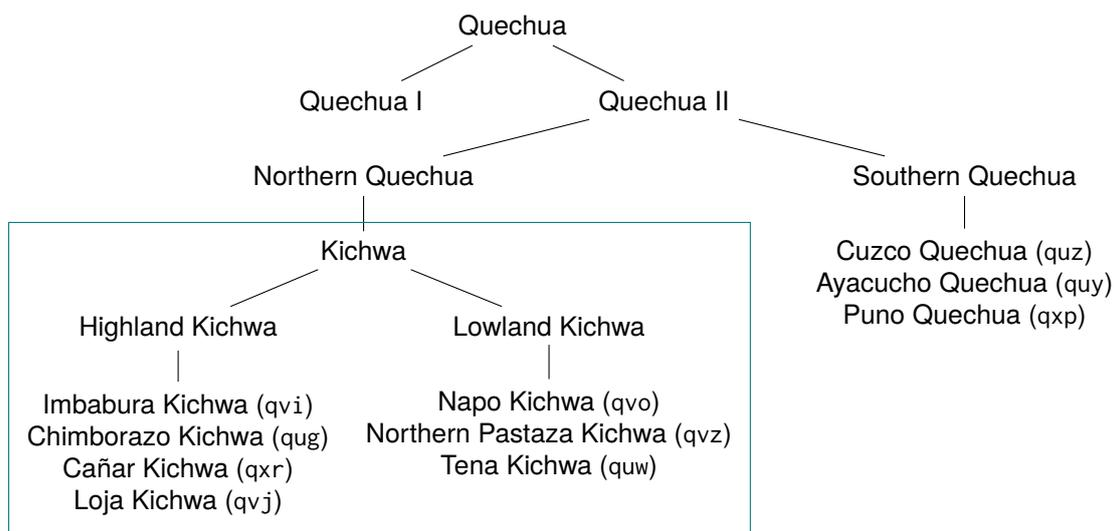 Quechua
Quechua I
Quechua II
Northern Quechua
Southern Quechua
Kichwa
Highland Kichwa
Lowland Kichwa
Imbabura Kichwa (qvi)
Chimborazo Kichwa (qug)
Cañar Kichwa (qxr)
Loja Kichwa (qvj)
Napo Kichwa (qvo)
Northern Pastaza Kichwa (qvz)
Tena Kichwa (quw)
Cuzco Quechua (quz)
Ayacucho Quechua (quy)
Puno Quechua (qxp)